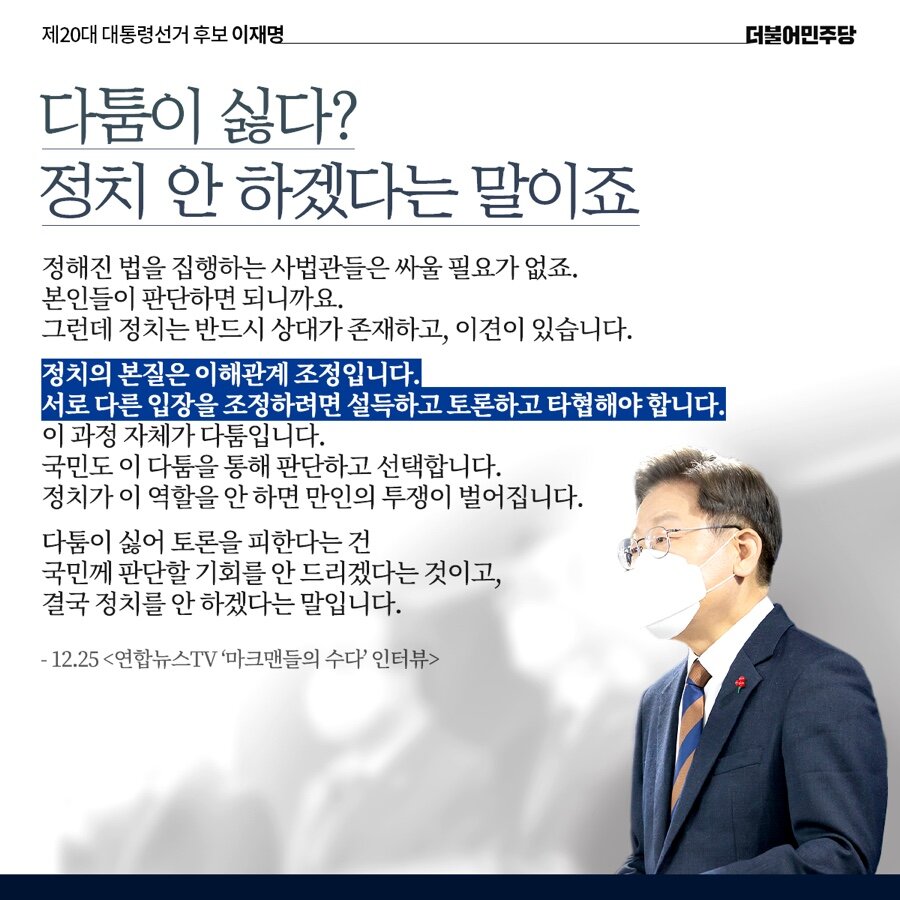 제20대 대통령선거 후보 이재명
더불어민주당
다툼이 싫다?
정치 안 하겠다는 말이죠
정해진 법을 집행하는 사법관들은 싸울 필요가 없죠.
본인들이 판단하면 되니까요.
그런데 정치는 반드시 상대가 존재하고, 이견이 있습니다.
정치의 본질은 이해관계 조정입니다.
서로 다른 입장을 조정하려면 설득하고 토론하고 타협해야 합니다.
이 과정 자체가 다툼입니다.
국민도 이 다툼을 통해 판단하고 선택합니다.
정치가 이 역할을 안 하면 만인의 투쟁이 벌어집니다.
다툼이 싫어 토론을 피한다는 건
국민께 판단할 기회를 안 드리겠다는 것이고,
결국 정치를 안 하겠다는 말입니다.
- 12.25 <연합뉴스TV ‘마크맨들의 수다’ 인터뷰>